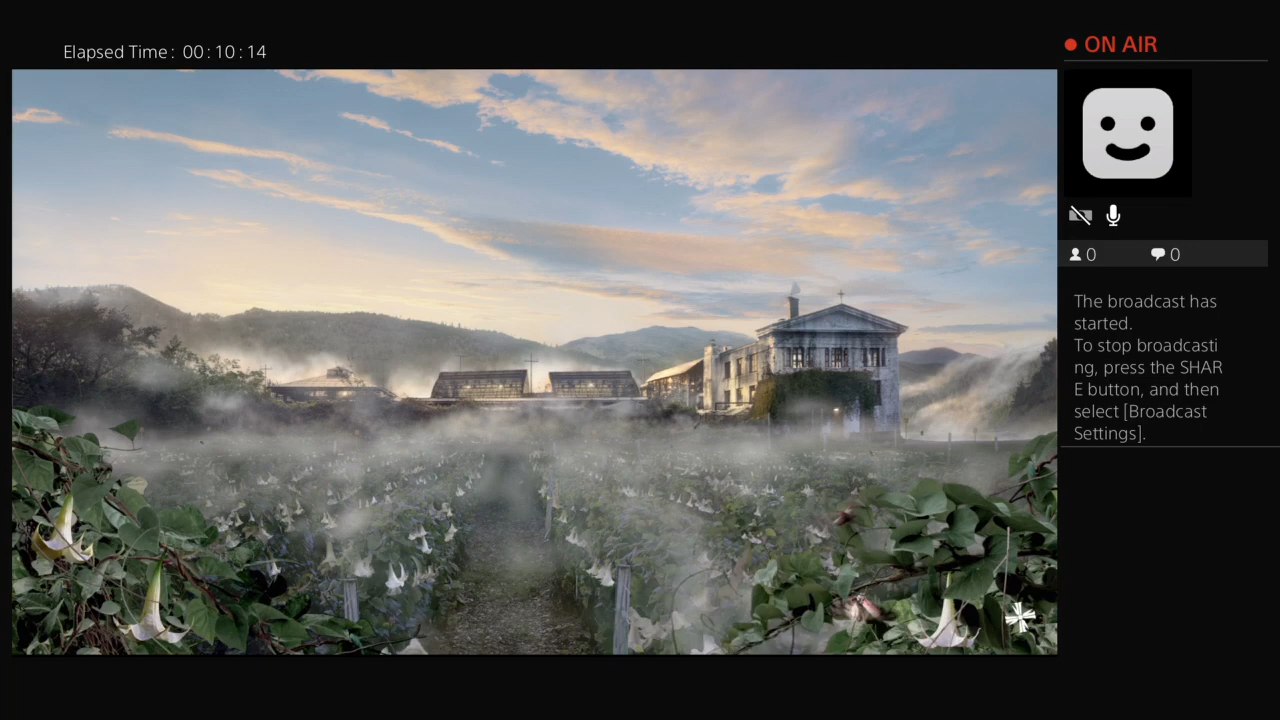 Elapsed Time: 00:10:14
ON AIR
0
0
The broadcast has
started.
To stop broadcasti
ng, press the SHAR
E button, and then
select [Broadcast
Settings].